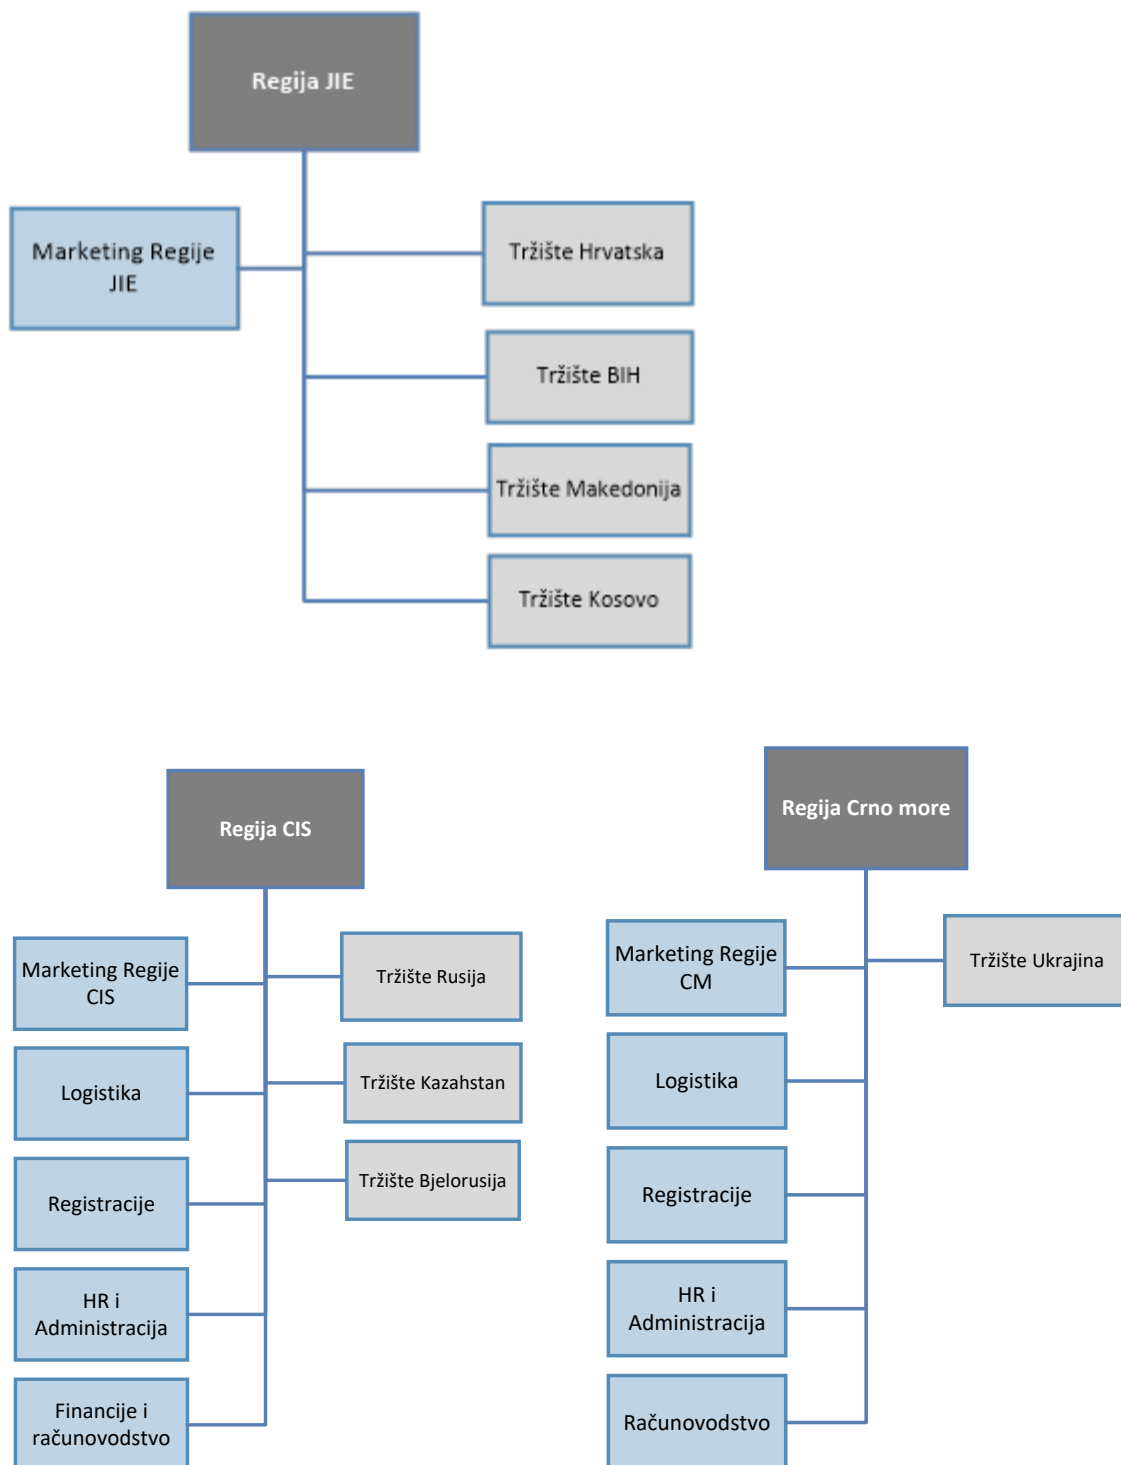 Regija JIE
Marketing Regije
JIE
Tržište Hrvatska
Tržište BIH
Tržište Makedonija
Tržište Kosovo
Regija CIS
Marketing Regije
CIS
Logistika
Registracije
HR i
Administracija
Financije i
računovodstvo
Tržište Rusija
Tržište Kazahstan
Tržište Bjelorusija
Regija Crno more
Marketing Regije
CM
Logistika
Registracije
HR i
Administracija
Računovodstvo
Tržište Ukrajina